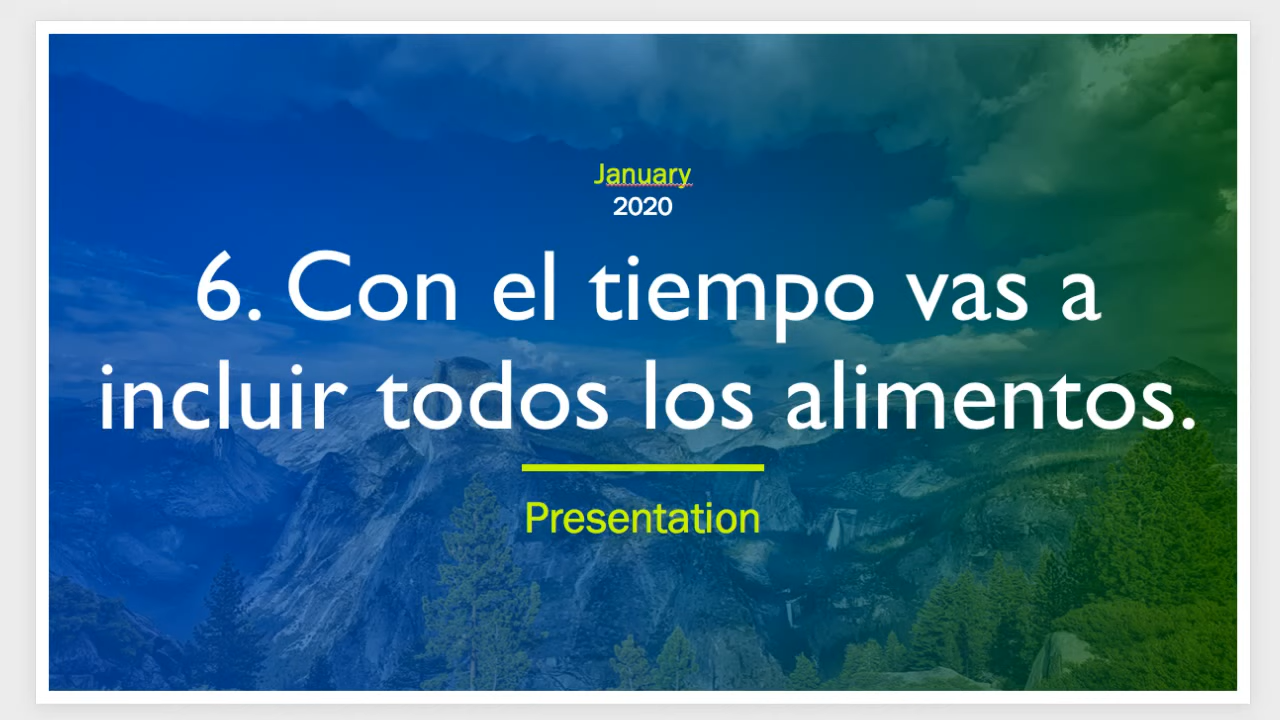 January
2020
6. Con el tiempo vas a
incluir todos los alimentos.
Presentation